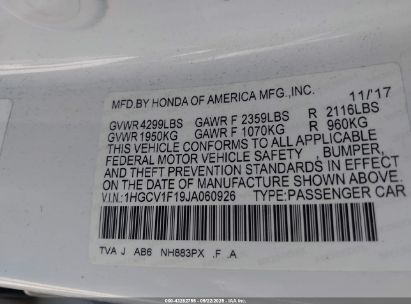 MFD.BY HONDA OF AMERICA MFG.,INC. 11/'17
GVWR 4299LBS GAWR F 2359LBS R 2116LBS
GVWR 1950KG GAWR F 1070KG R 960KG
THIS VEHICLE CONFORMS TO ALL APPLICABLE
FEDERAL MOTOR VEHICLE SAFETY , BUMPER,
AND THEFT PREVENTION STANDARDS IN EFFECT
ON THE DATE OF MANUFACTURE SHOWN ABOVE.
V.I.N.: 1HGCV1F19JA060926 TYPE:PASSENGER CAR
TVA J AB6 NH883PX .F .A